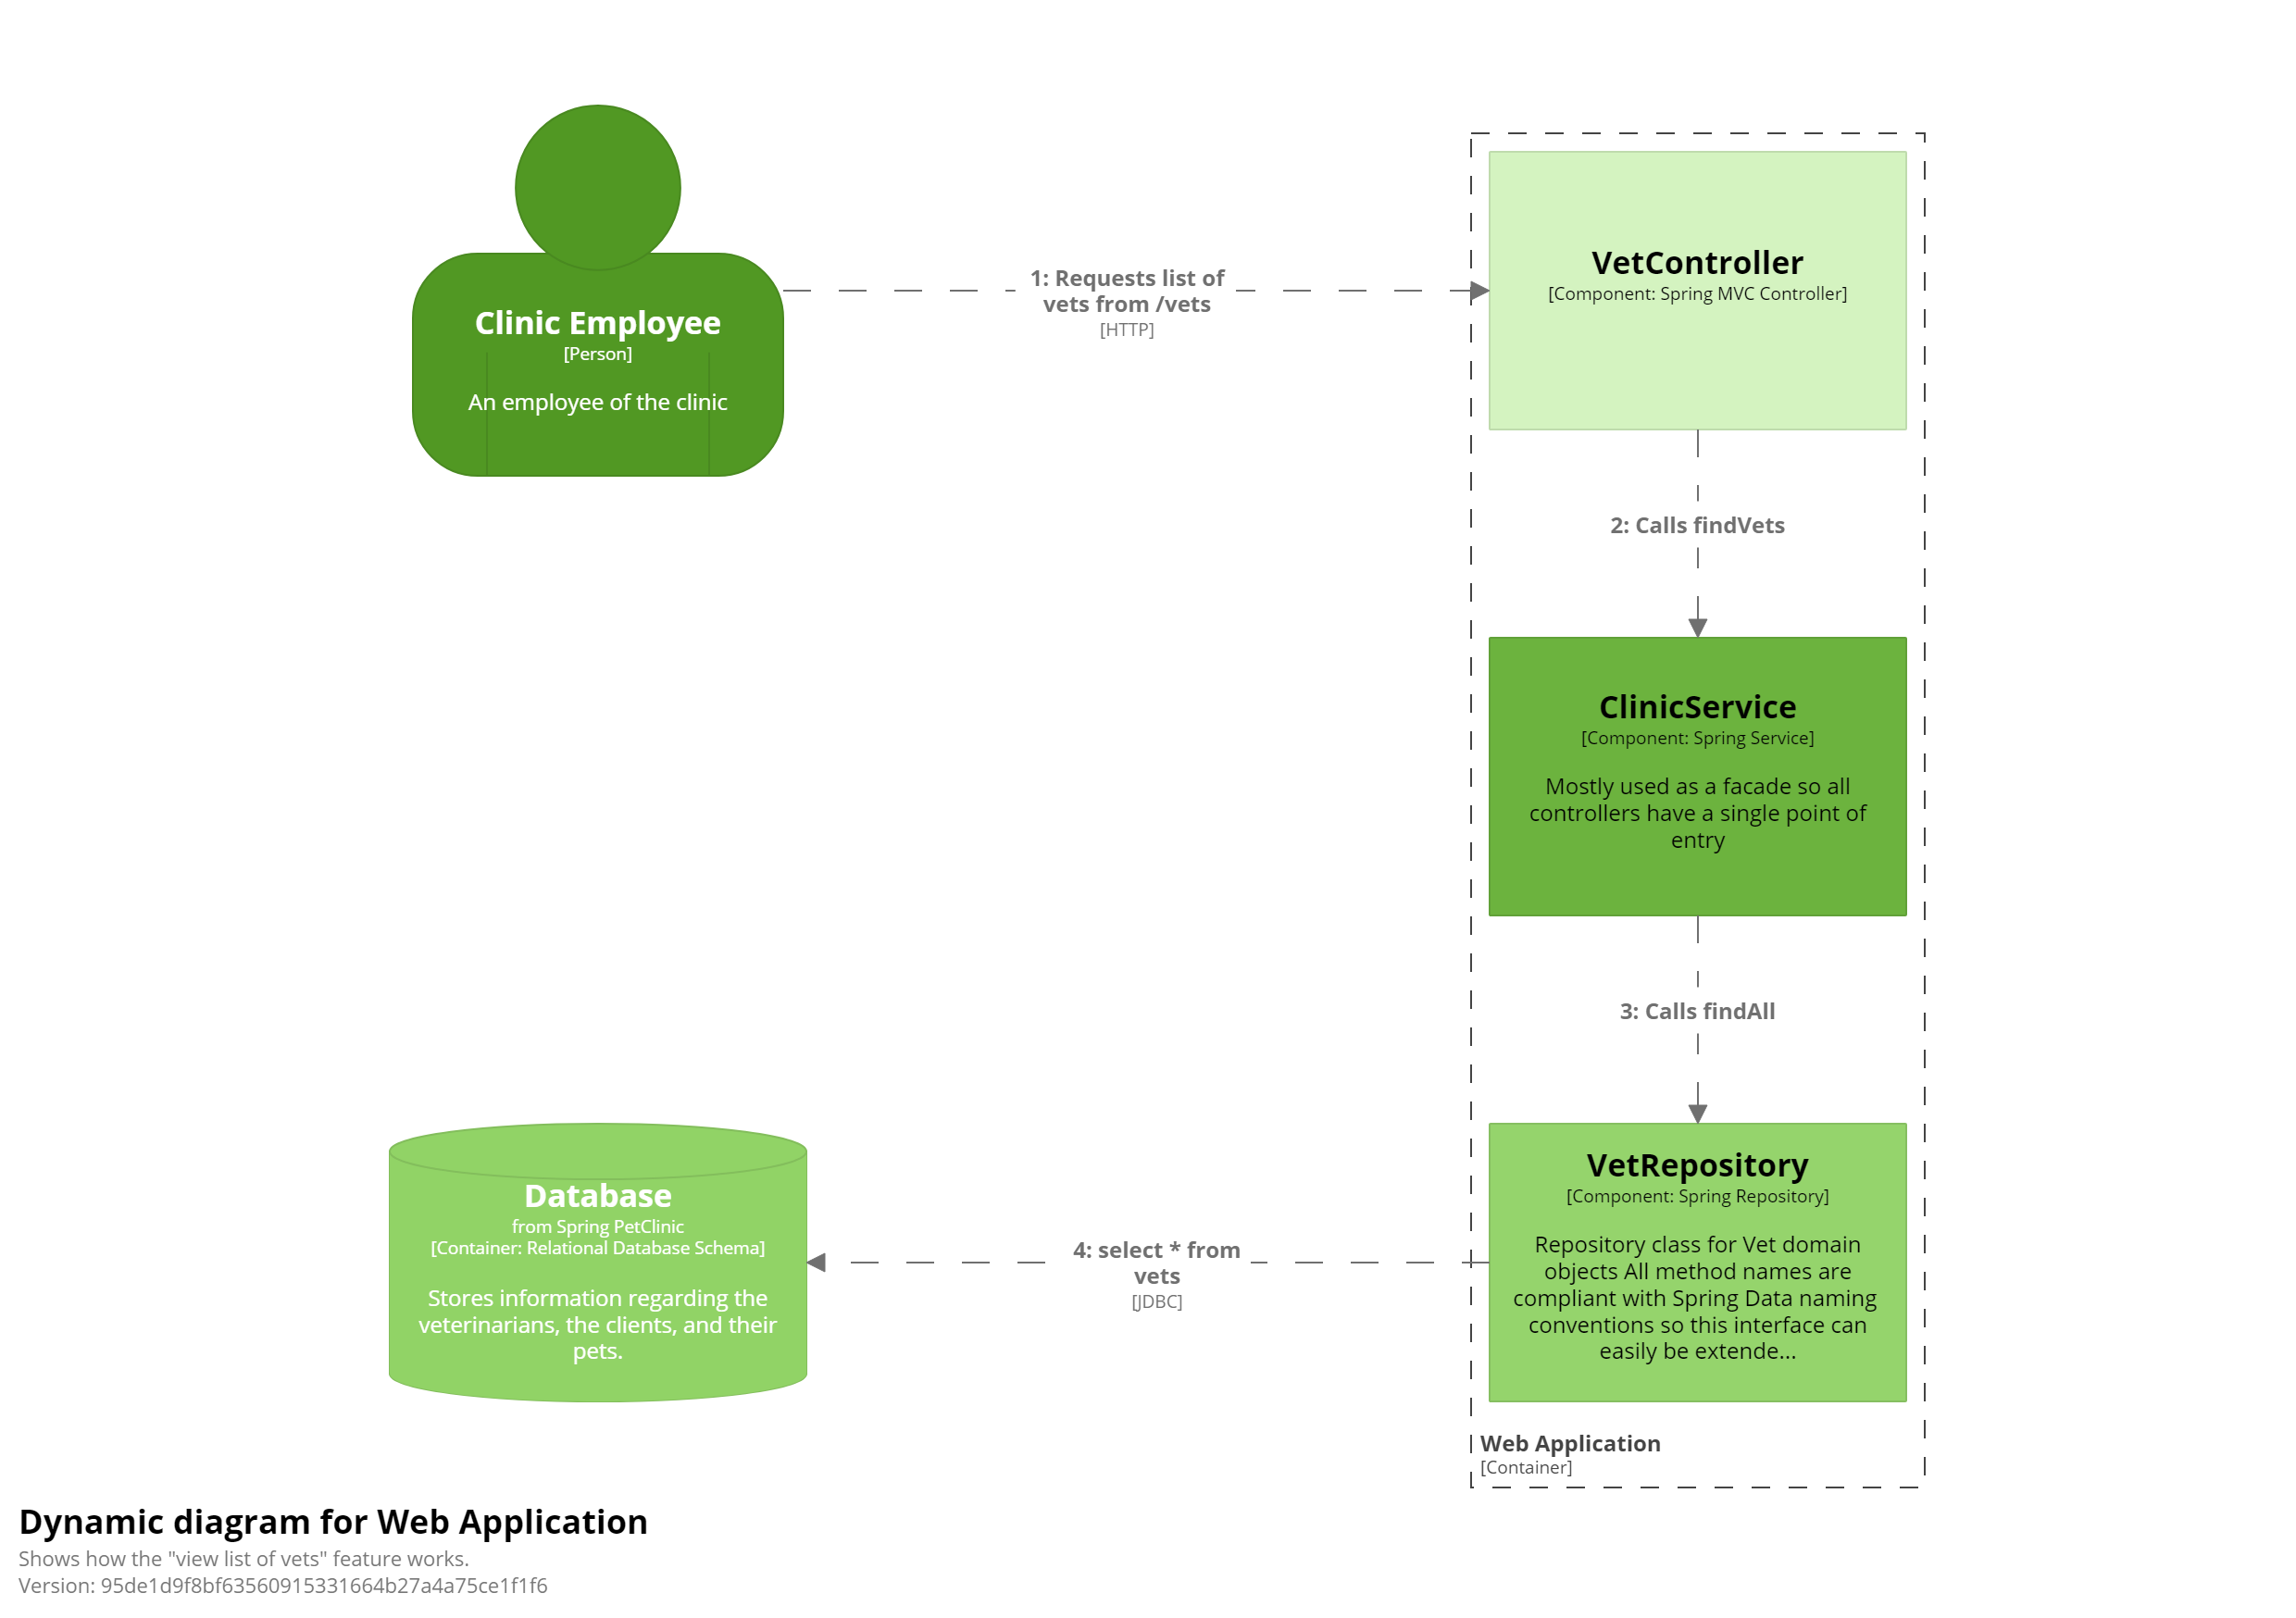 Clinic Employee
[Person]
An employee of the clinic
1: Requests list of
vets from /vets
[HTTP]
VetController
[Component: Spring MVC Controller]
2: Calls findVets
ClinicService
[Component: Spring Service]
Mostly used as a facade so all
controllers have a single point of
entry
3: Calls findAll
VetRepository
[Component: Spring Repository]
Repository class for Vet domain
objects All method names are
compliant with Spring Data naming
conventions so this interface can
easily be extende...
4: select * from
vets
[JDBC]
Database
from Spring PetClinic
[Container: Relational Database Schema]
Stores information regarding the
veterinarians, the clients, and their
pets.
Web Application
[Container]
Dynamic diagram for Web Application
Shows how the "view list of vets" feature works.
Version: 95de1d9f8bf63560915331664b27a4a75ce1f1f6